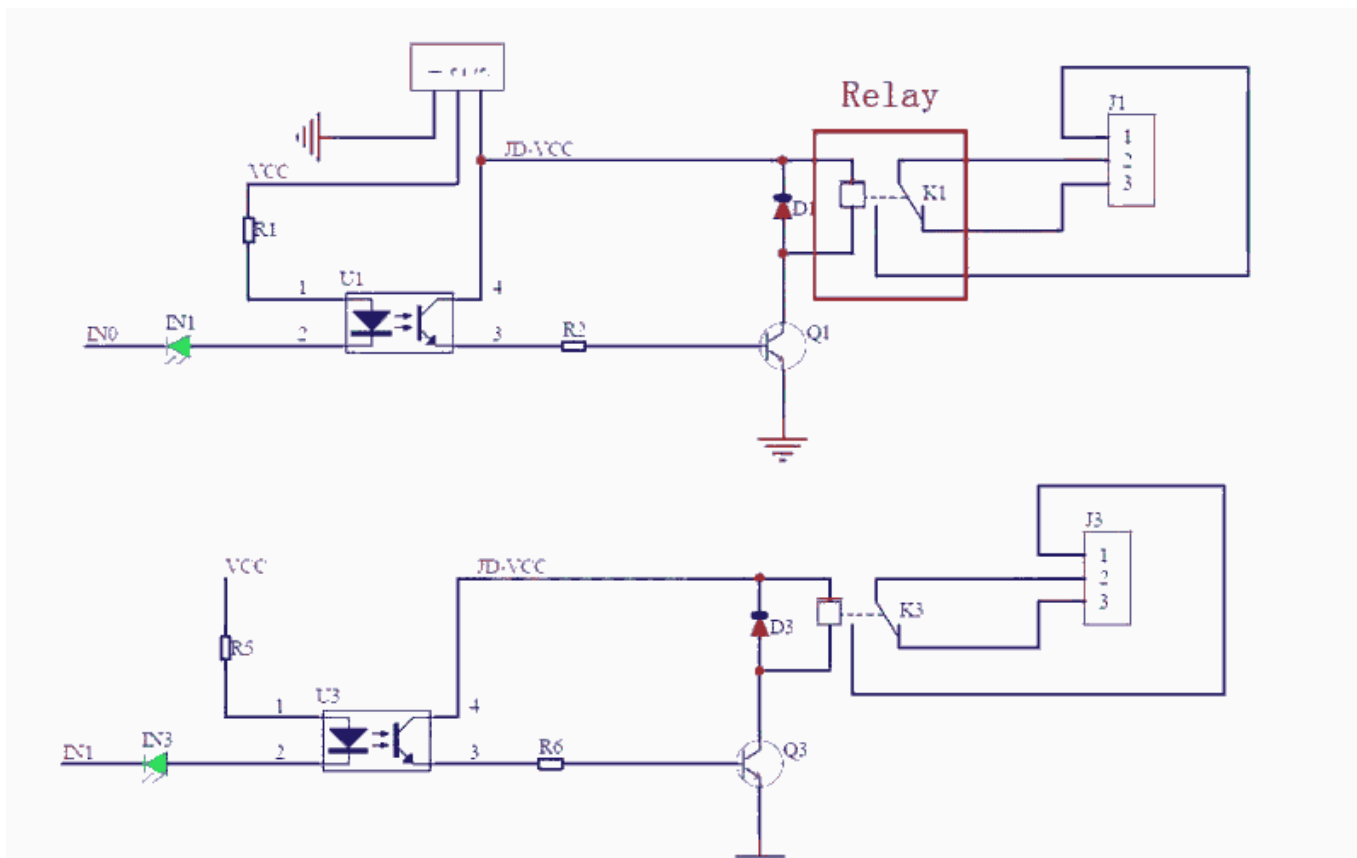 Relay
J1
1
2
3
JD-VCC
VCC
K1
D1
R1
U1
1
4
IN0
IN1
2
3
R2
Q1
J3
1
2
3
VCC
JD-VCC
K3
D3
R5
U3
1
4
IN1
IN3
2
3
R6
Q3